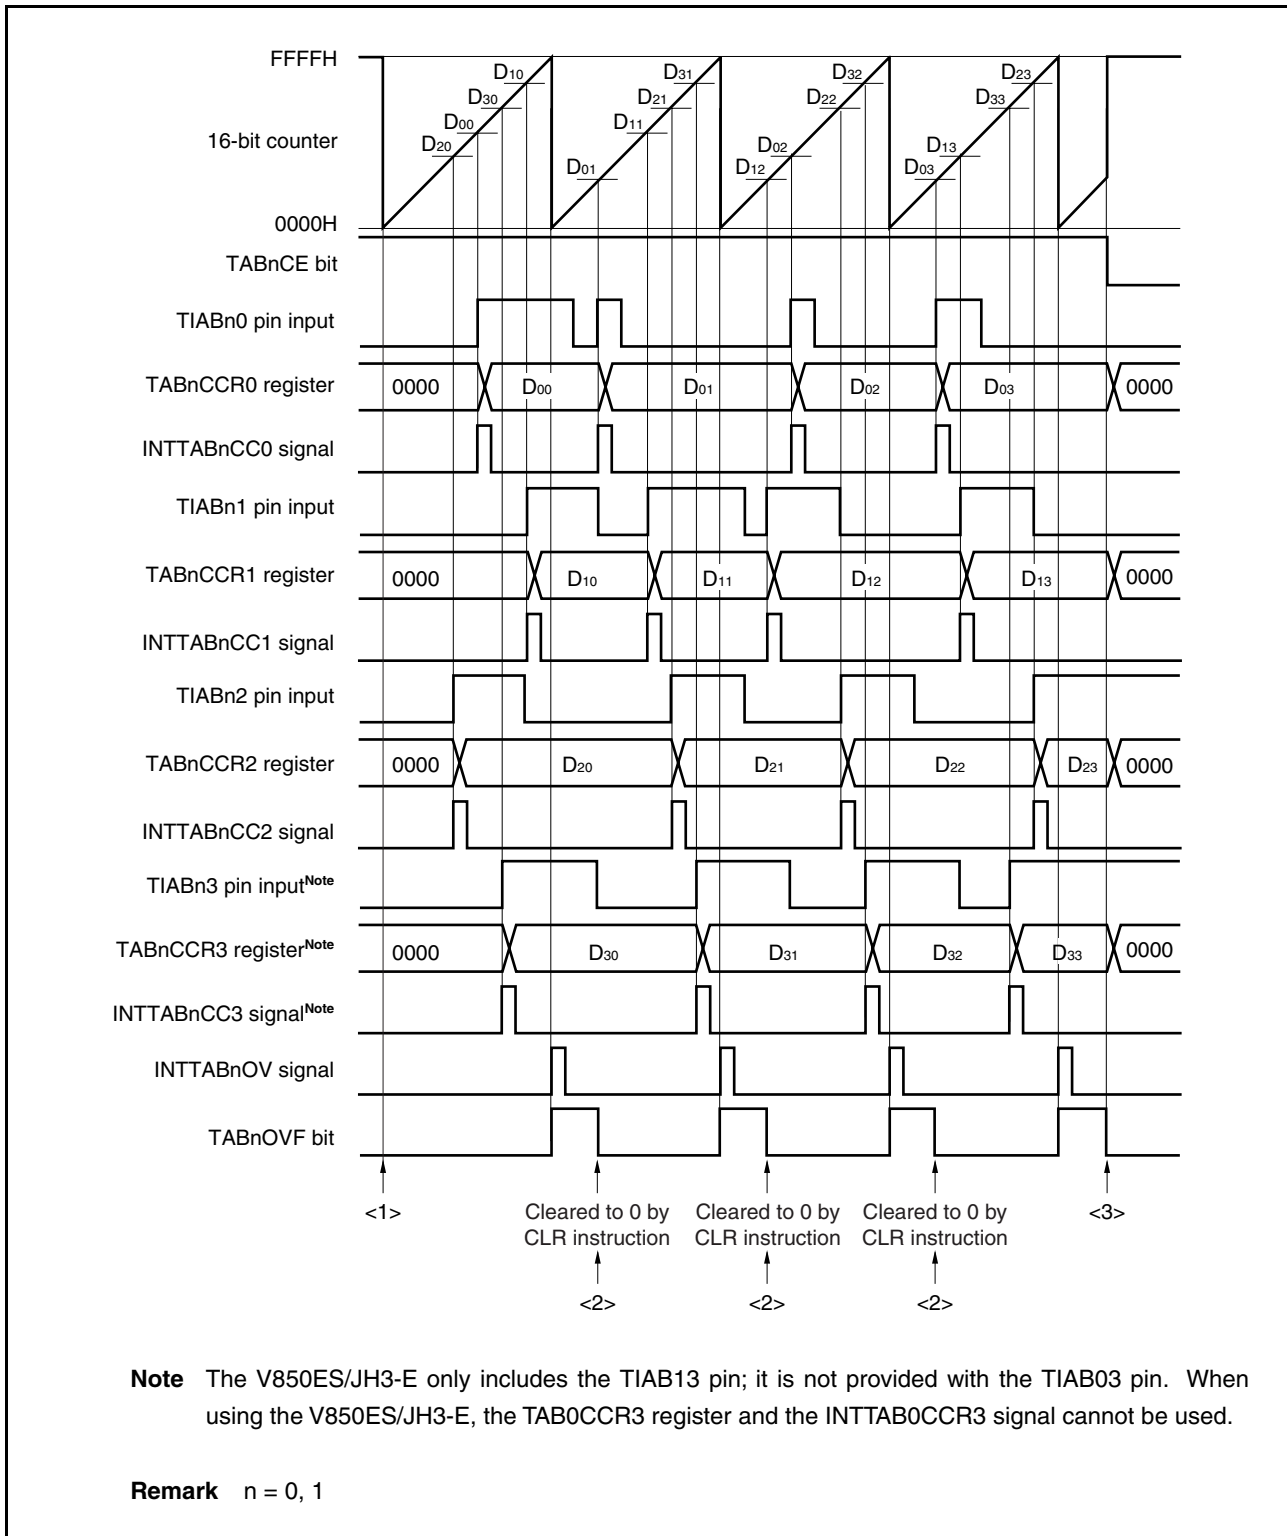 FFFFH
D10
D31
D32
D23
D30
D21
D22
D33
D00
D11
16-bit counter
D20
D02
D13
D01
D12
D03
0000H
TABnCE bit
TIABn0 pin input
TABnCCR0 register
0000
D00
D01
D02
D03
0000
INTTABnCC0 signal
TIABn1 pin input
TABnCCR1 register
0000
D10
D11
D12
D13
0000
INTTABnCC1 signal
TIABn2 pin input
TABnCCR2 register
0000
D20
D21
D22
D23
0000
INTTABnCC2 signal
TIABn3 pin inputNote
TABnCCR3 registerNote
0000
D30
D31
D32
D33
0000
INTTABnCC3 signalNote
INTTABnOV signal
TABnOVF bit
<1>
Cleared to 0 by
CLR instruction
Cleared to 0 by
CLR instruction
Cleared to 0 by
CLR instruction
<3>
<2>
<2>
<2>
Note The V850ES/JH3-E only includes the TIAB13 pin; it is not provided with the TIAB03 pin. When
using the V850ES/JH3-E, the TAB0CCR3 register and the INTTAB0CCR3 signal cannot be used.
Remark n = 0, 1